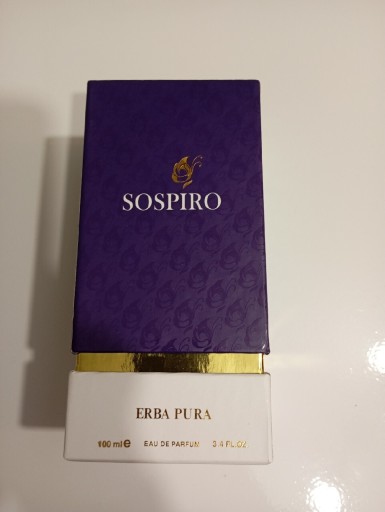 SOSPIRO
ERBA PURA
100 ml e EAU DE PARFUM 3.4 FL.OZ